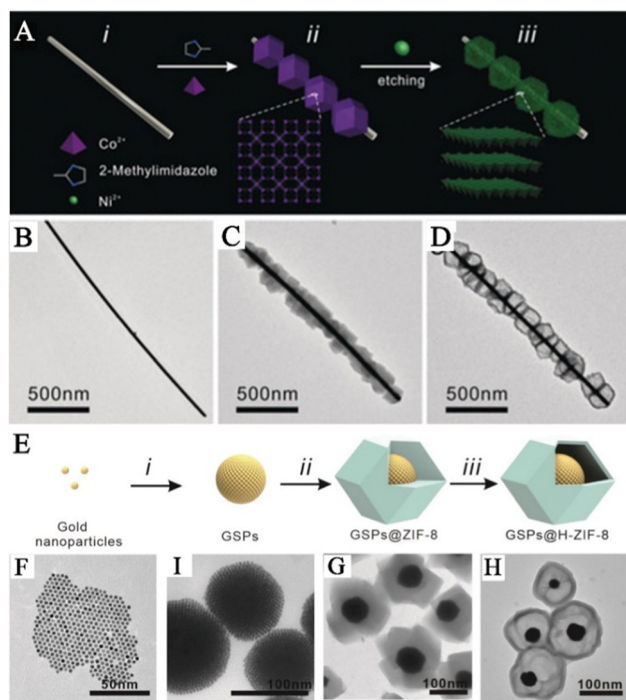 A
i
ii
iii
etching
Co2+
2-Methylimidazole
Ni2+
B
C
D
500nm
500nm
500nm
E
i
ii
iii
Gold
nanoparticles
GSPs
GSPs@ZIF-8
GSPs@H-ZIF-8
F
I
G
H
50nm
100nm
100nm
100nm